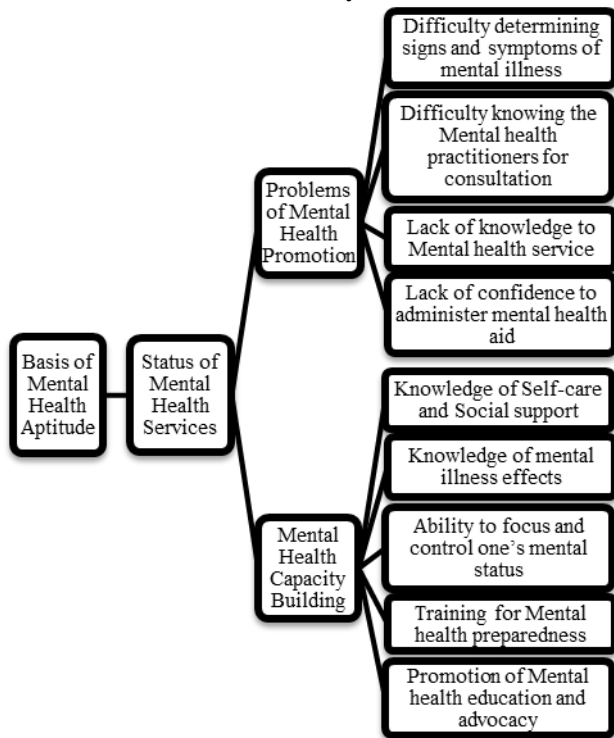 Basis of
Mental
Health
Aptitude
Status of
Mental
Health
Services
Problems
of Mental
Health
Promotion
Difficulty determining
signs and symptoms of
mental illness
Difficulty knowing the
Mental health
practitioners for
consultation
Lack of knowledge to
Mental health service
Lack of confidence to
administer mental health
aid
Mental
Health
Capacity
Building
Knowledge of Self-care
and Social support
Knowledge of mental
illness effects
Ability to focus and
control one’s mental
status
Training for Mental
health preparedness
Promotion of Mental
health education and
advocacy